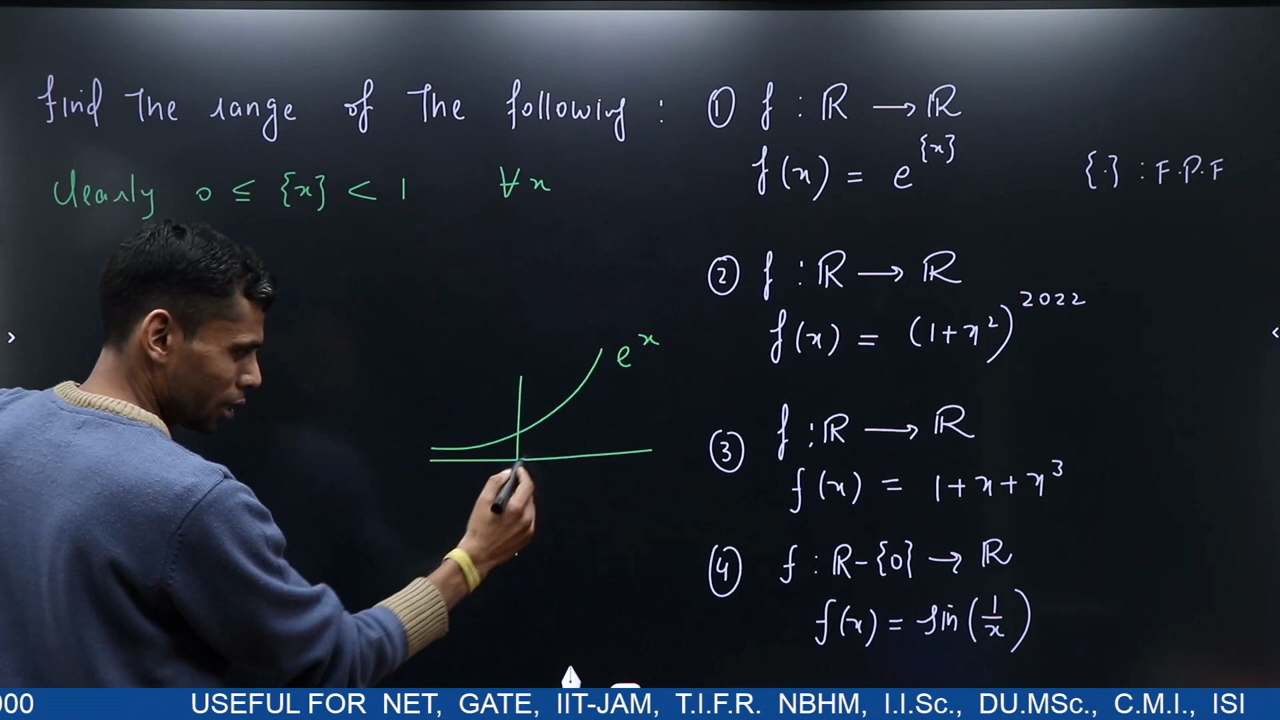 find The range of The following :
clearly 0 ≤ {x} < 1 ∀ x
e^x
① f : ℝ → ℝ
f(x) = e^{x}
{·} : F.P.F
② f : ℝ → ℝ
f(x) = (1+x²)^2022
③ f : ℝ → ℝ
f(x) = 1+x+x³
④ f : ℝ-{0} → ℝ
f(x) = sin(1/x)
000 USEFUL FOR NET, GATE, IIT-JAM, T.I.F.R. NBHM, I.I.Sc., DU.MSc., C.M.I., ISI